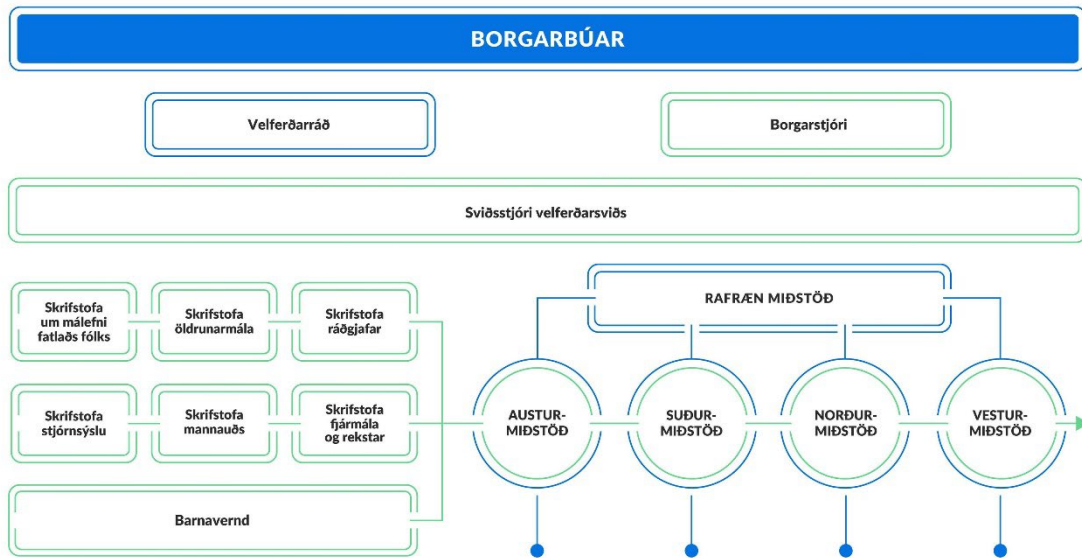 BORGARBÚAR
Velferðarráð
Borgarstjóri
Sviðsstjóri velferðarsviðs
Skrifstofa
um málefni
fatlaðs fólks
Skrifstofa
öldrunarmála
Skrifstofa
ráðgjafar
RAFRÆN MIÐSTÖÐ
Skrifstofa
stjórnsýslu
Skrifstofa
mannauðs
Skrifstofa
fjármála
og rekstar
AUSTUR-
MIÐSTÖÐ
SUÐUR-
MIÐSTÖÐ
NORÐUR-
MIÐSTÖÐ
VESTUR-
MIÐSTÖÐ
Barnavernd